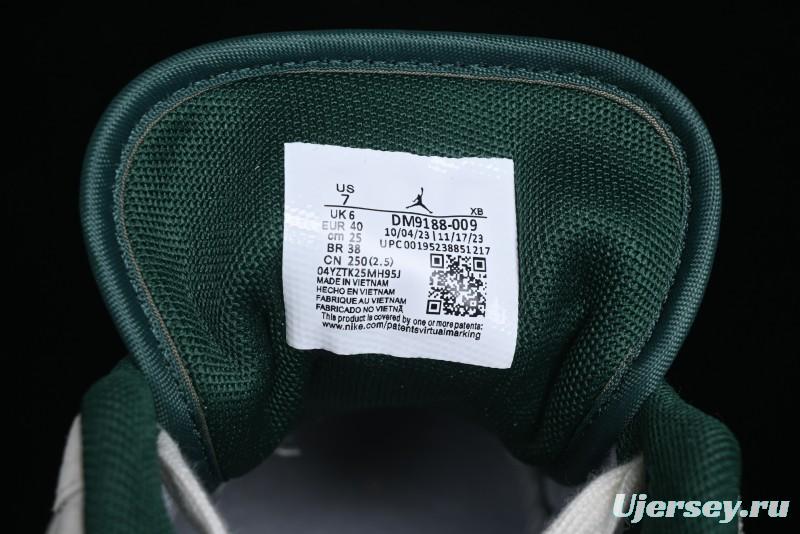 US
7
XB
UK 6
DM9188-009
EUR 40
10/04/23 | 11/17/23
cm 25
UPC00195238851217
BR 38
CN 250(2.5)
04YZTK25MH95J
MADE IN VIETNAM
HECHO EN VIETNAM
FABRIQUE AU VIETNAM
FABRICADO NO VIETNÃ
This product is covered by one or more patents:
www.nike.com/patentsvirtualmarking
Ujersey.ru